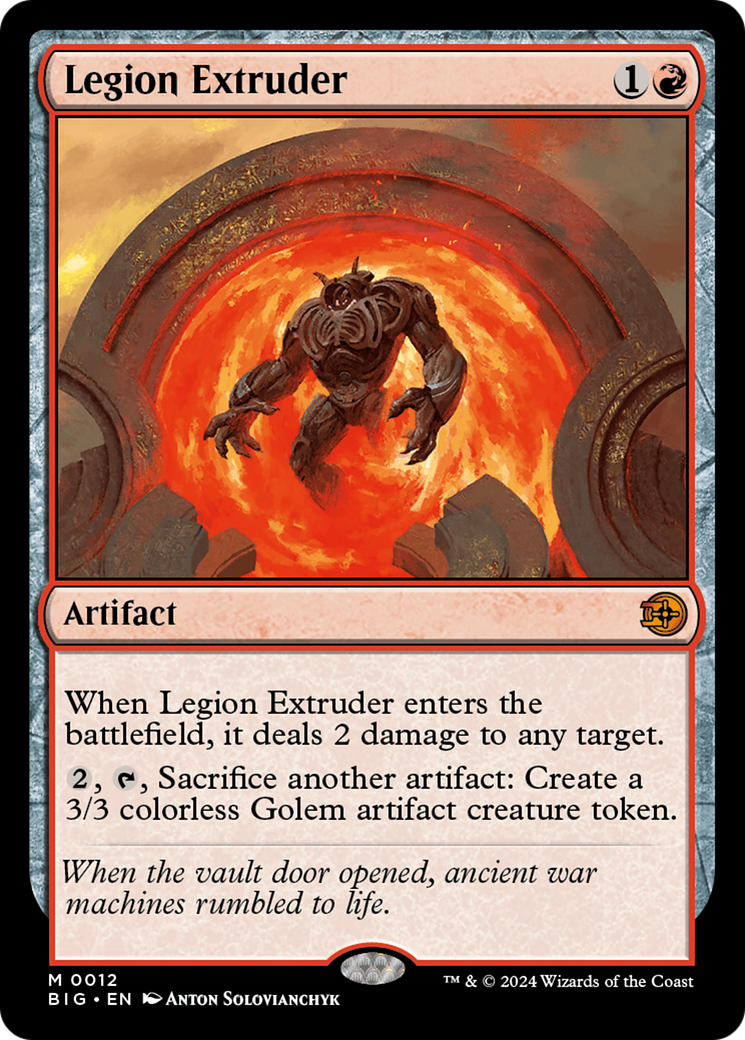 Legion Extruder 1
Artifact
When Legion Extruder enters the
battlefield, it deals 2 damage to any target.
2, , Sacrifice another artifact: Create a
3/3 colorless Golem artifact creature token.
When the vault door opened, ancient war
machines rumbled to life.
M 0012
BIG • EN Anton Solovianchyk
™ & © 2024 Wizards of the Coast